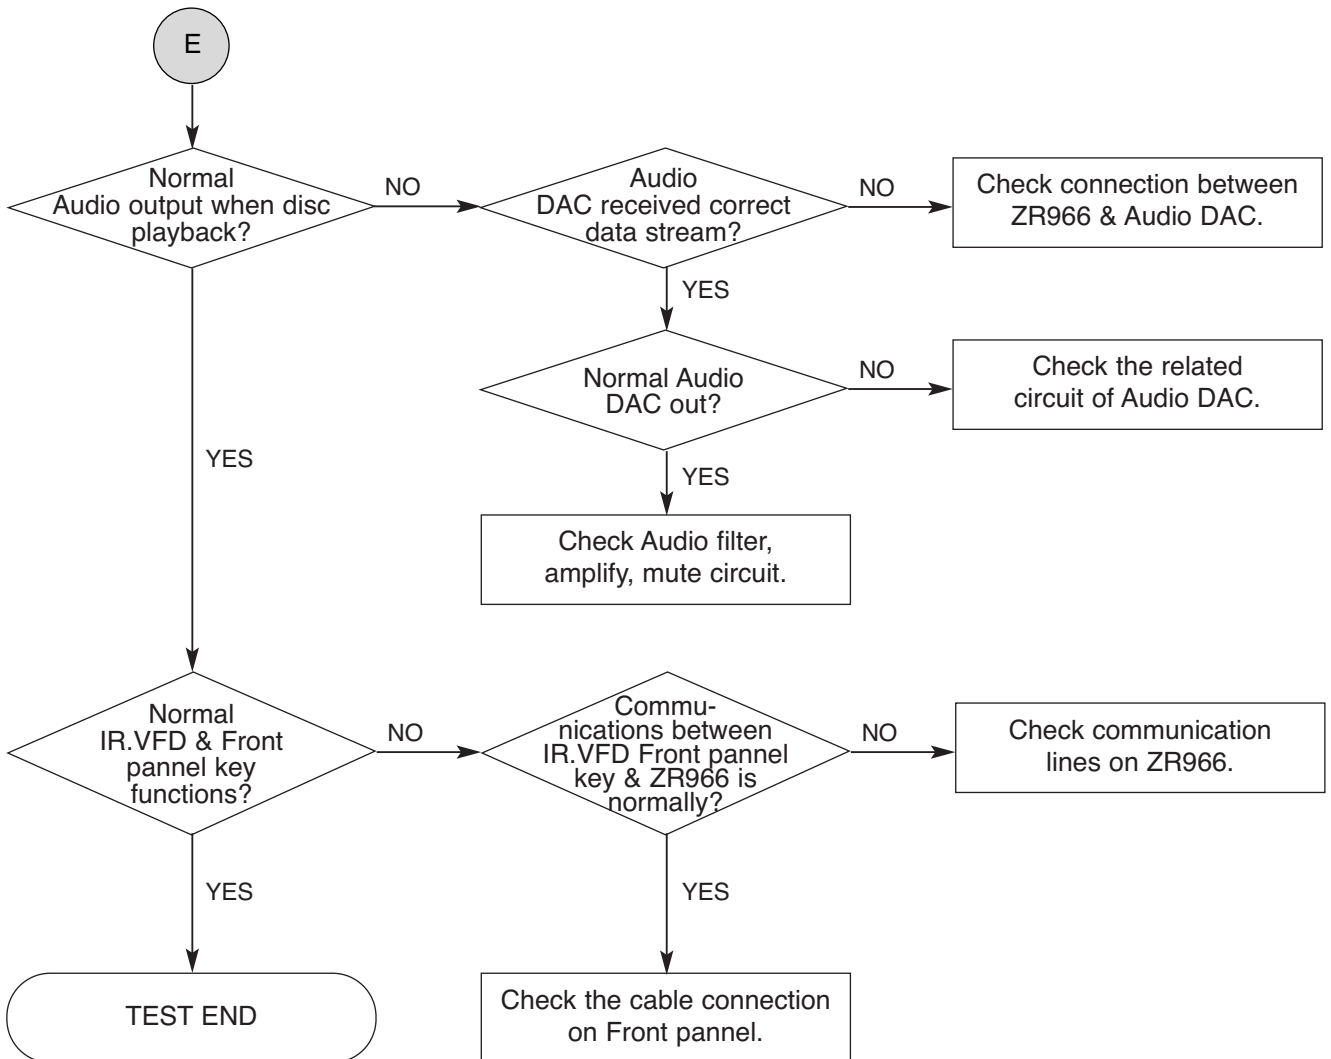 E
Normal
Audio output when disc
playback?
NO
Audio
DAC received correct
data stream?
NO
Check connection between
ZR966 & Audio DAC.
YES
Normal Audio
DAC out?
NO
Check the related
circuit of Audio DAC.
YES
YES
Check Audio filter,
amplify, mute circuit.
Normal
IR.VFD & Front
pannel key
functions?
NO
Commu-
nications between
IR.VFD Front pannel
key & ZR966 is
normally?
NO
Check communication
lines on ZR966.
YES
YES
TEST END
Check the cable connection
on Front pannel.